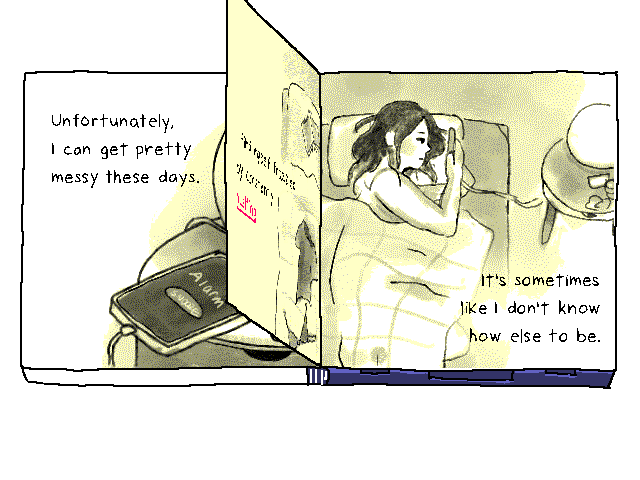 Unfortunately,
I can get pretty
messy these days.
Alarm
It's sometimes
like I don't know
how else to be.